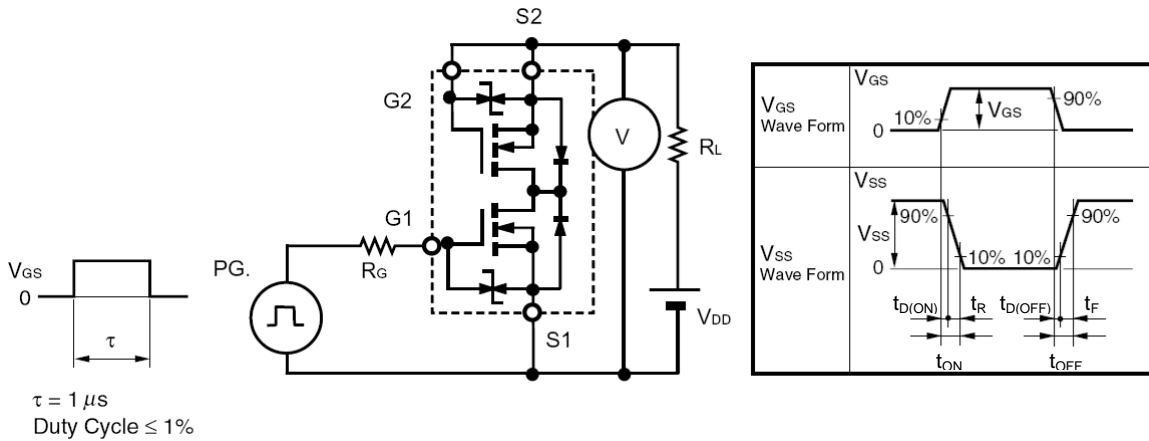 S2
G2
G1
PG.
RG
S1
V
RL
VDD
VGS
0
τ
τ = 1 μs
Duty Cycle ≤ 1%
VGS
Wave Form
VGS
0
10%
VGS
90%
VSS
Wave Form
VSS
VSS
0
90%
10%
10%
90%
tD(ON)
tR
tD(OFF)
tF
tON
tOFF